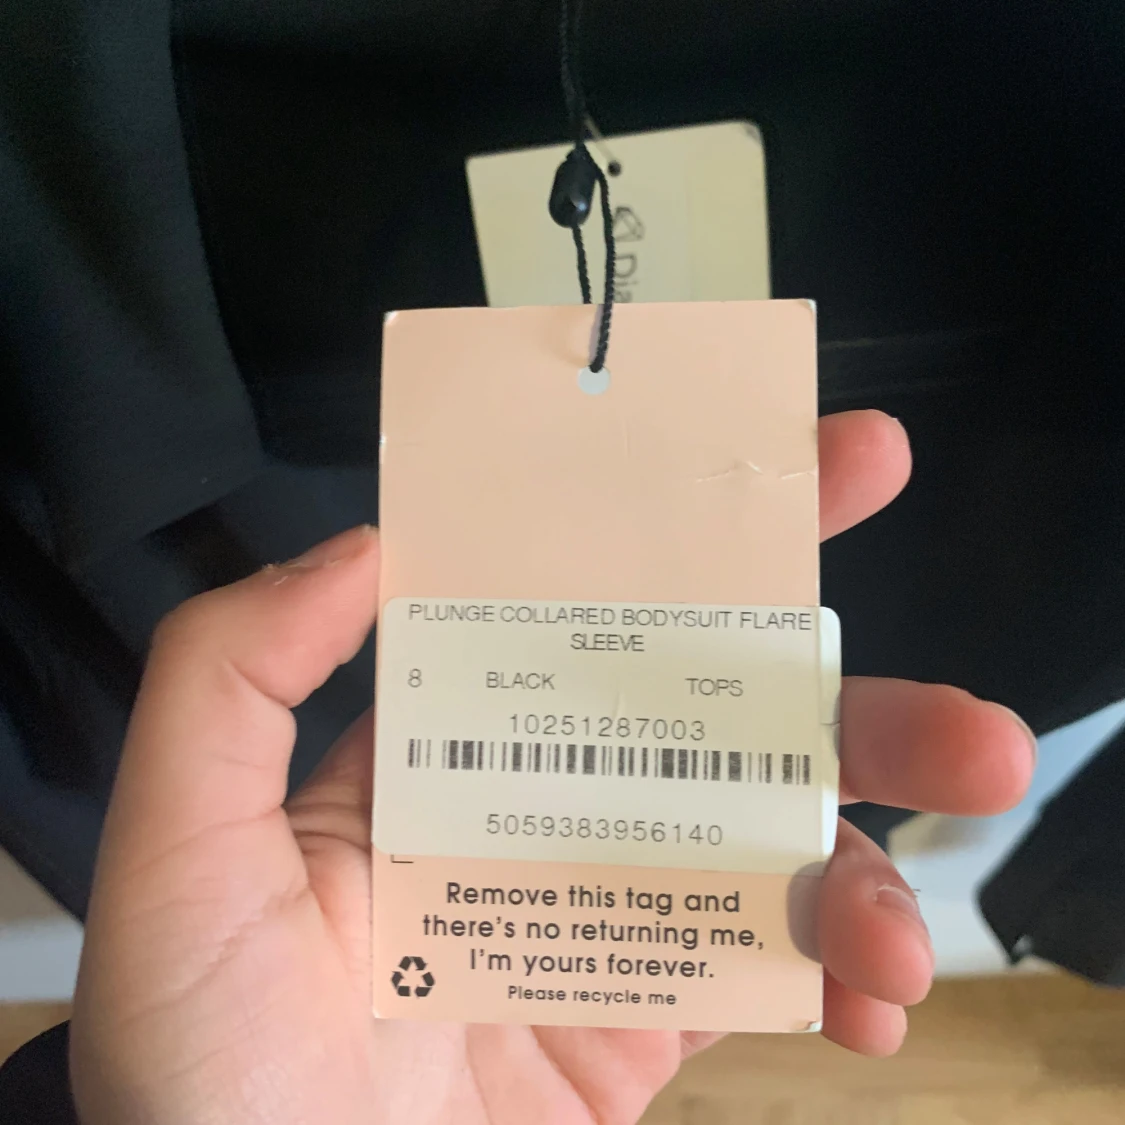 Dia
PLUNGE COLLARED BODYSUIT FLARE
SLEEVE
8 BLACK TOPS
10251287003
5059383956140
Remove this tag and
there's no returning me,
I'm yours forever.
Please recycle me